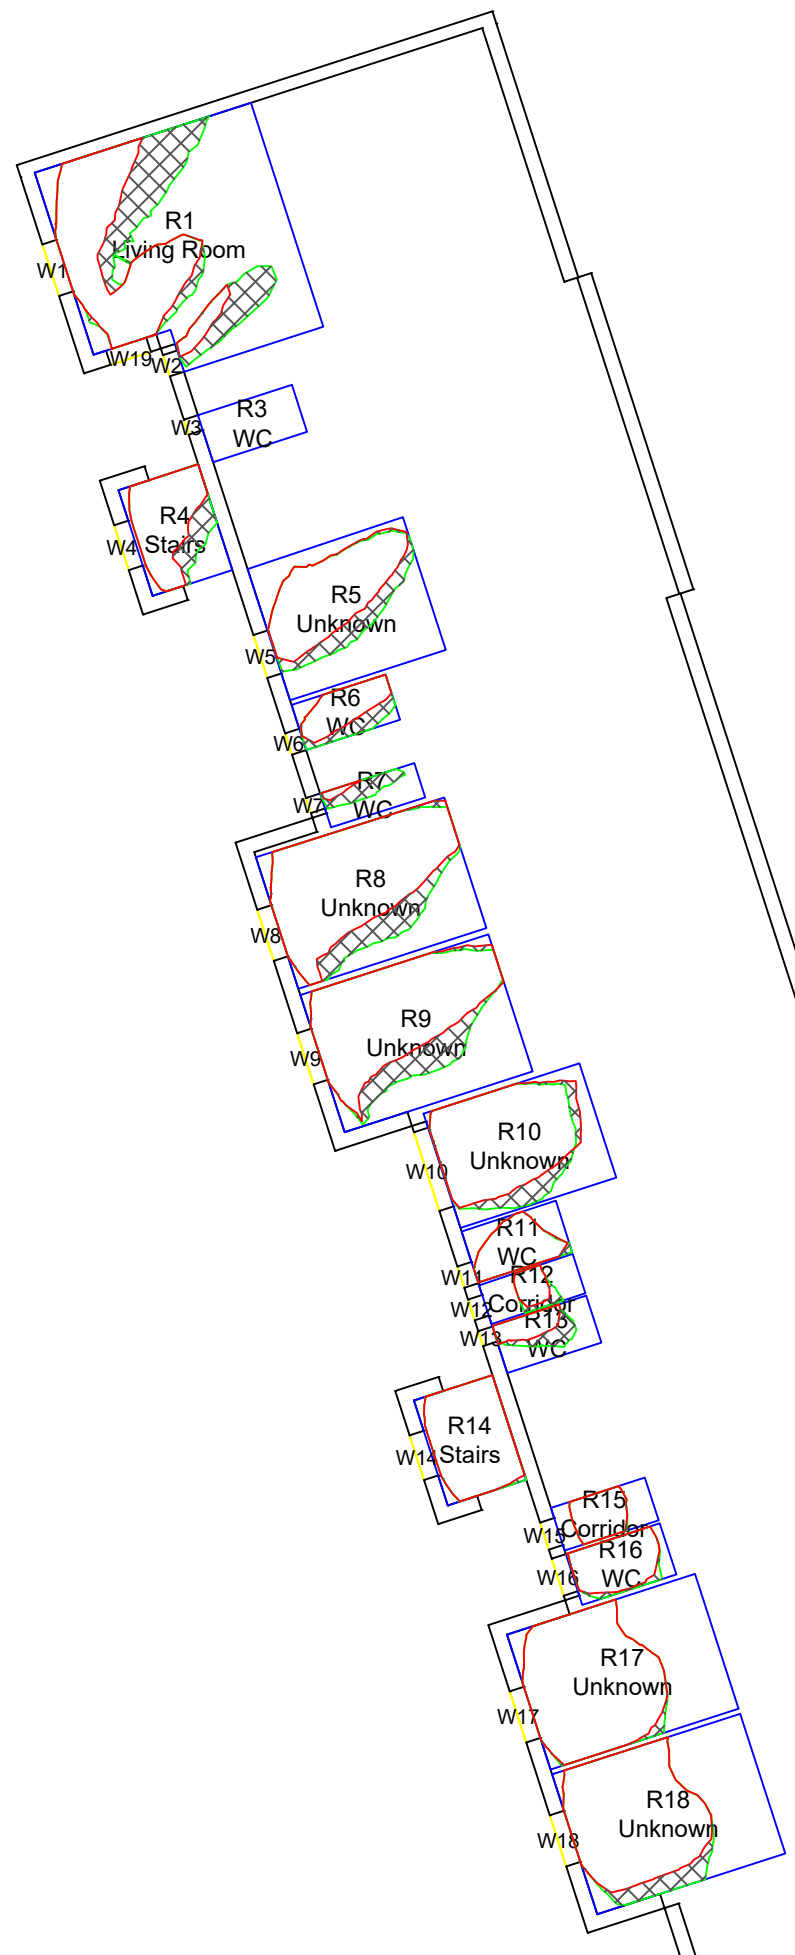 R1
Living Room
W1
W19
W2
R3
WC
W3
R4
Stairs
W4
R5
Unknown
W5
R6
WC
W6
R7
WC
W7
R8
Unknown
W8
R9
Unknown
W9
R10
Unknown
W10
R11
WC
W11
R12
Corridor
W12
R13
WC
W13
R14
Stairs
W14
R15
Corridor
W15
R16
WC
W16
R17
Unknown
W17
R18
Unknown
W18